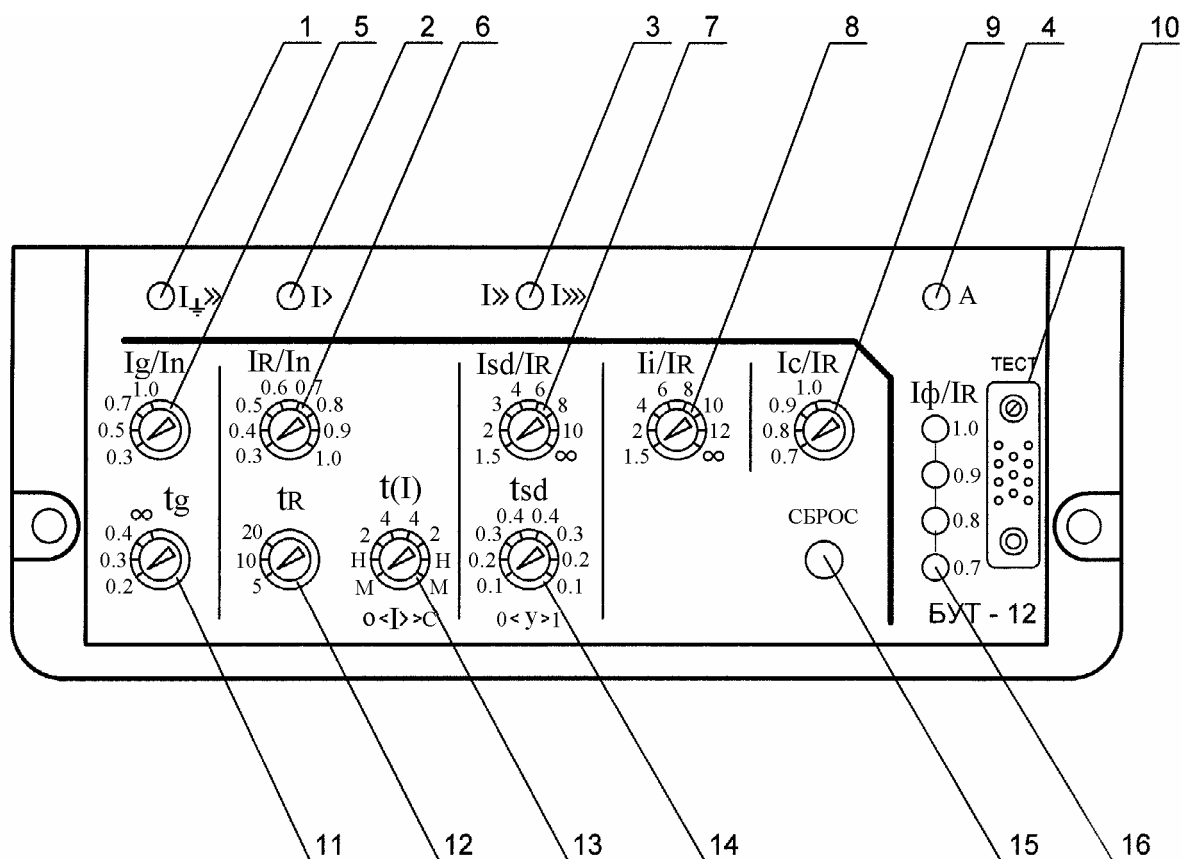 1 5 2 6 3 7 8 9 4 10
I⏚» I> I» I»> A
Ig/In IR/In Isd/IR Ii/IR Ic/IR ТЕСТ
0.3 0.5 0.7 1.0
0.3 0.4 0.5 0.6 0.7 0.8 0.9 1.0
1.5 2 3 4 6 8 10 ∞
1.5 2 4 6 8 10 12 ∞
0.7 0.8 0.9 1.0
Iф/IR
1.0
0.9
0.8
0.7
tg tR t(I) tsd
0.2 0.3 0.4 ∞
5 10 20
М Н 2 4 4 2 Н М
0<I>>C
0.1 0.2 0.3 0.4 0.4 0.3 0.2 0.1
0<y>1
СБРОС
БУТ - 12
11 12 13 14 15 16